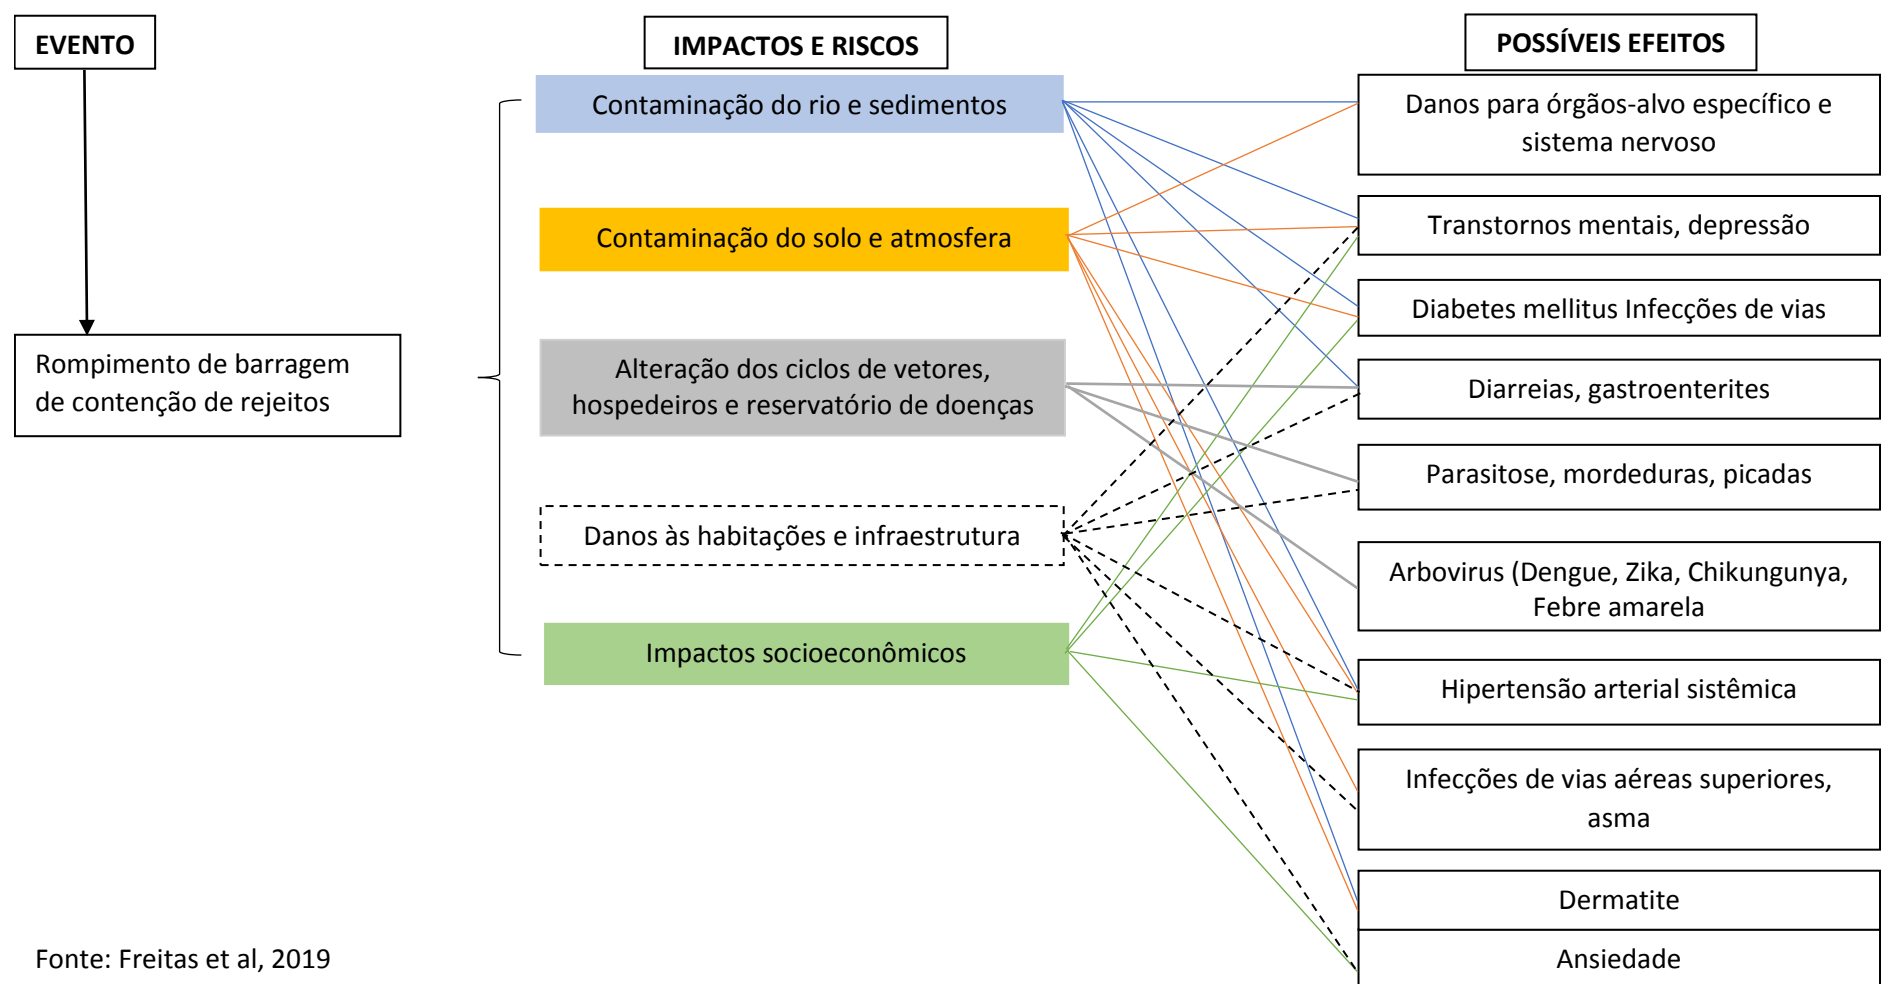 EVENTO
Rompimento de barragem
de contenção de rejeitos
IMPACTOS E RISCOS
Contaminação do rio e sedimentos
Contaminação do solo e atmosfera
Alteração dos ciclos de vetores,
hospedeiros e reservatório de doenças
Danos às habitações e infraestrutura
Impactos socioeconômicos
POSSÍVEIS EFEITOS
Danos para órgãos-alvo específico e
sistema nervoso
Transtornos mentais, depressão
Diabetes mellitus Infecções de vias
Diarreias, gastroenterites
Parasitose, mordeduras, picadas
Arbovirus (Dengue, Zika, Chikungunya,
Febre amarela
Hipertensão arterial sistêmica
Infecções de vias aéreas superiores,
asma
Dermatite
Ansiedade
Fonte: Freitas et al, 2019